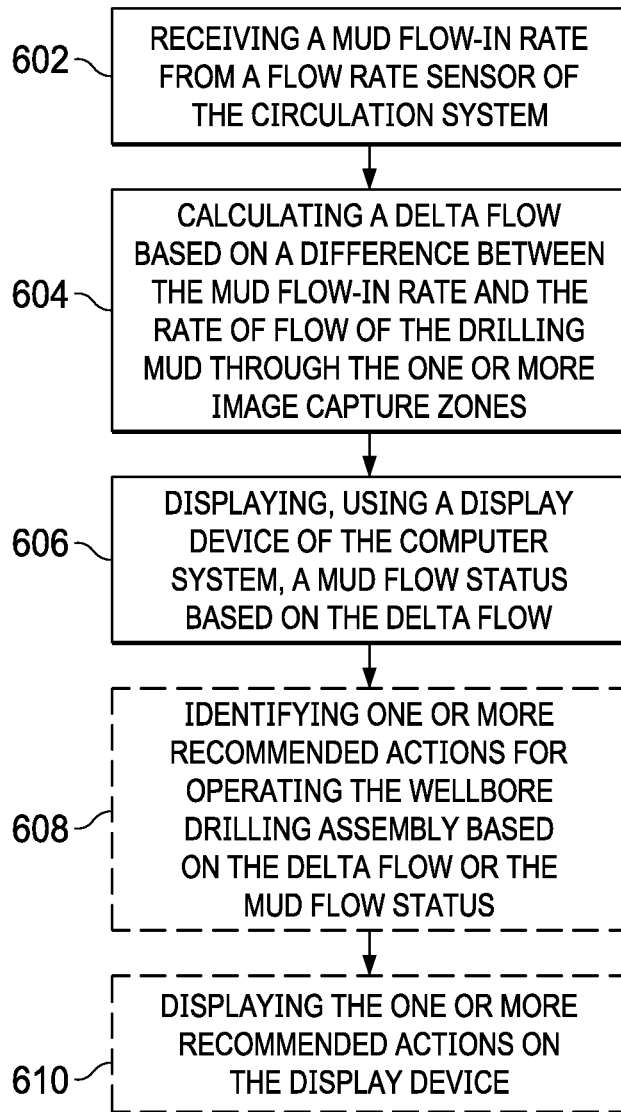 602
RECEIVING A MUD FLOW-IN RATE
FROM A FLOW RATE SENSOR OF
THE CIRCULATION SYSTEM
604
CALCULATING A DELTA FLOW
BASED ON A DIFFERENCE BETWEEN
THE MUD FLOW-IN RATE AND THE
RATE OF FLOW OF THE DRILLING
MUD THROUGH THE ONE OR MORE
IMAGE CAPTURE ZONES
606
DISPLAYING, USING A DISPLAY
DEVICE OF THE COMPUTER
SYSTEM, A MUD FLOW STATUS
BASED ON THE DELTA FLOW
608
IDENTIFYING ONE OR MORE
RECOMMENDED ACTIONS FOR
OPERATING THE WELLBORE
DRILLING ASSEMBLY BASED
ON THE DELTA FLOW OR THE
MUD FLOW STATUS
610
DISPLAYING THE ONE OR MORE
RECOMMENDED ACTIONS ON
THE DISPLAY DEVICE